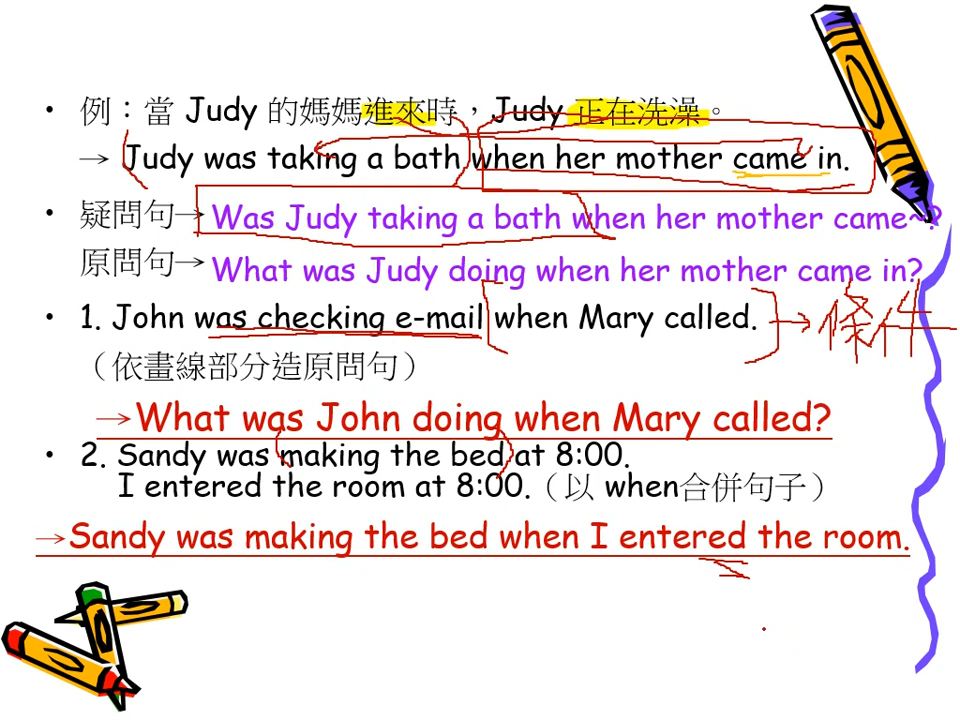 • 例：當 Judy 的媽媽進來時，Judy 正在洗澡。
→ Judy was taking a bath when her mother came in.
• 疑問句→ Was Judy taking a bath when her mother came~?
原問句→ What was Judy doing when her mother came in?
• 1. John was checking e-mail when Mary called. →條件
（依畫線部分造原問句）
→What was John doing when Mary called?
• 2. Sandy was making the bed at 8:00.
I entered the room at 8:00.（以 when合併句子）
→Sandy was making the bed when I entered the room.